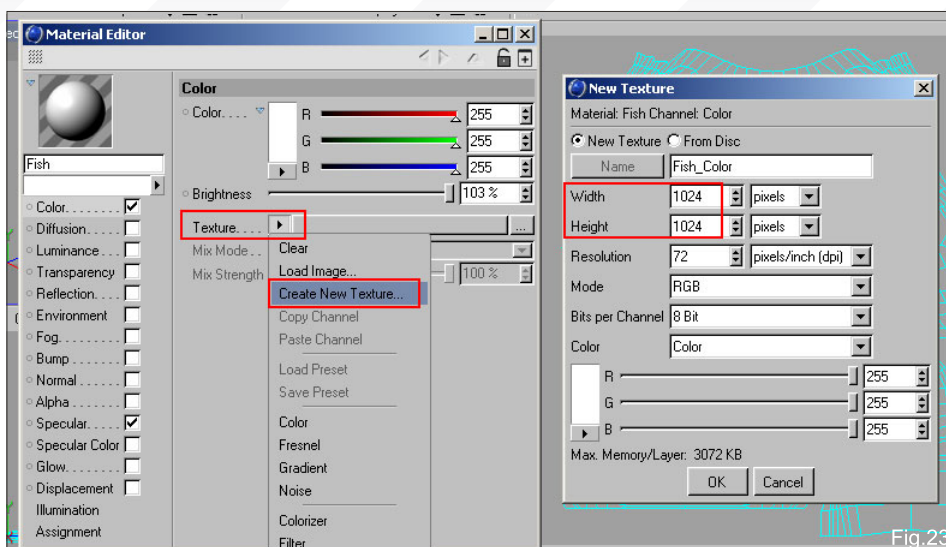 Material Editor
Fish
Color. . . . . . . .
Diffusion. . . . .
Luminance. . .
Transparency
Reflection. . . .
Environment
Fog. . . . . . . . .
Bump . . . . . . .
Normal . . . . . .
Alpha . . . . . . .
Specular. . . . .
Specular Color
Glow. . . . . . . .
Displacement
Illumination
Assignment
Color
Color. . . . R 255
G 255
B 255
Brightness 103 %
Texture. . . . ...
Mix Mode. .
Mix Strength 100 %
Clear
Load Image...
Create New Texture...
Copy Channel
Paste Channel
Load Preset
Save Preset
Color
Fresnel
Gradient
Noise
Colorizer
Filter
New Texture
Material: Fish Channel: Color
New Texture From Disc
Name Fish_Color
Width 1024 pixels
Height 1024 pixels
Resolution 72 pixels/inch (dpi)
Mode RGB
Bits per Channel 8 Bit
Color Color
R 255
G 255
B 255
Max. Memory/Layer: 3072 KB
OK Cancel
Fig.23